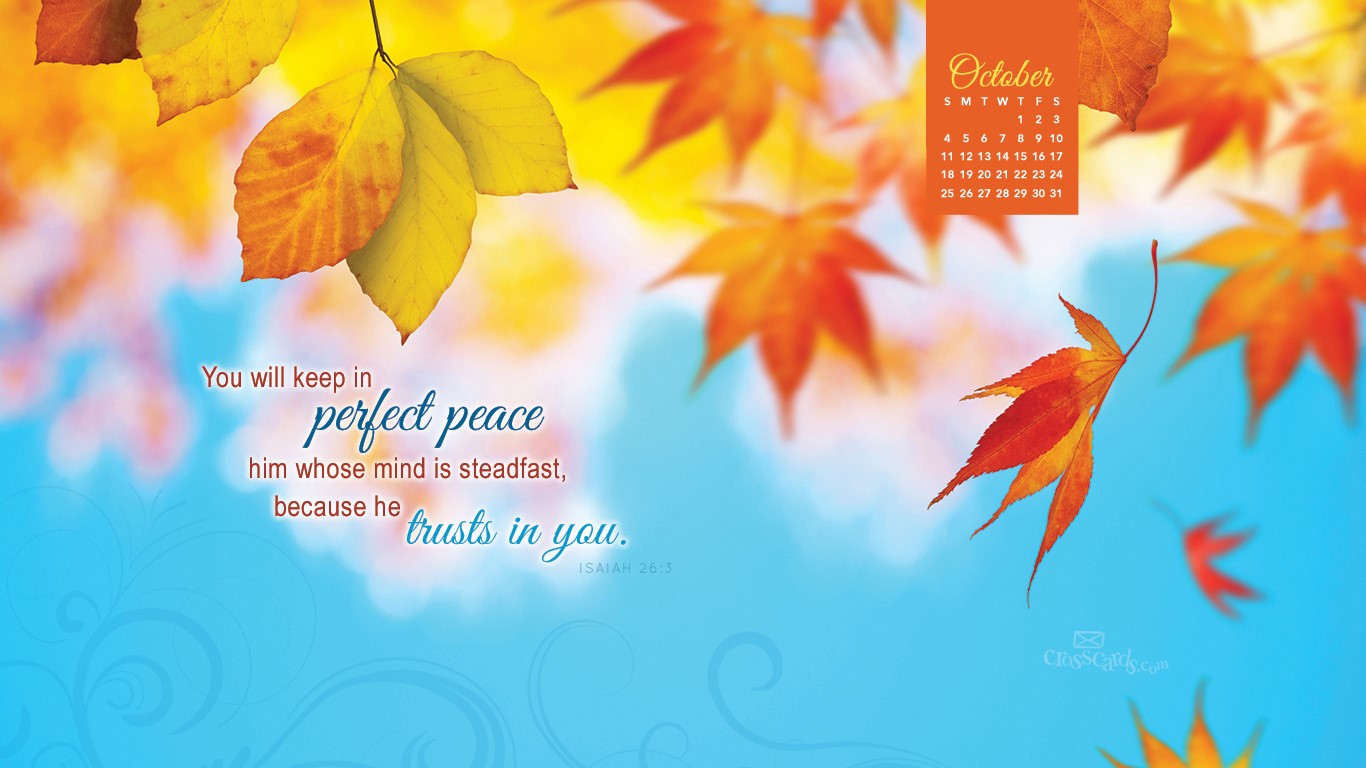 October
S M T W T F S
1 2 3
4 5 6 7 8 9 10
11 12 13 14 15 16 17
18 19 20 21 22 23 24
25 26 27 28 29 30 31
You will keep in
perfect peace
him whose mind is steadfast,
because he
trusts in you.
ISAIAH 26:3
crosscards.com